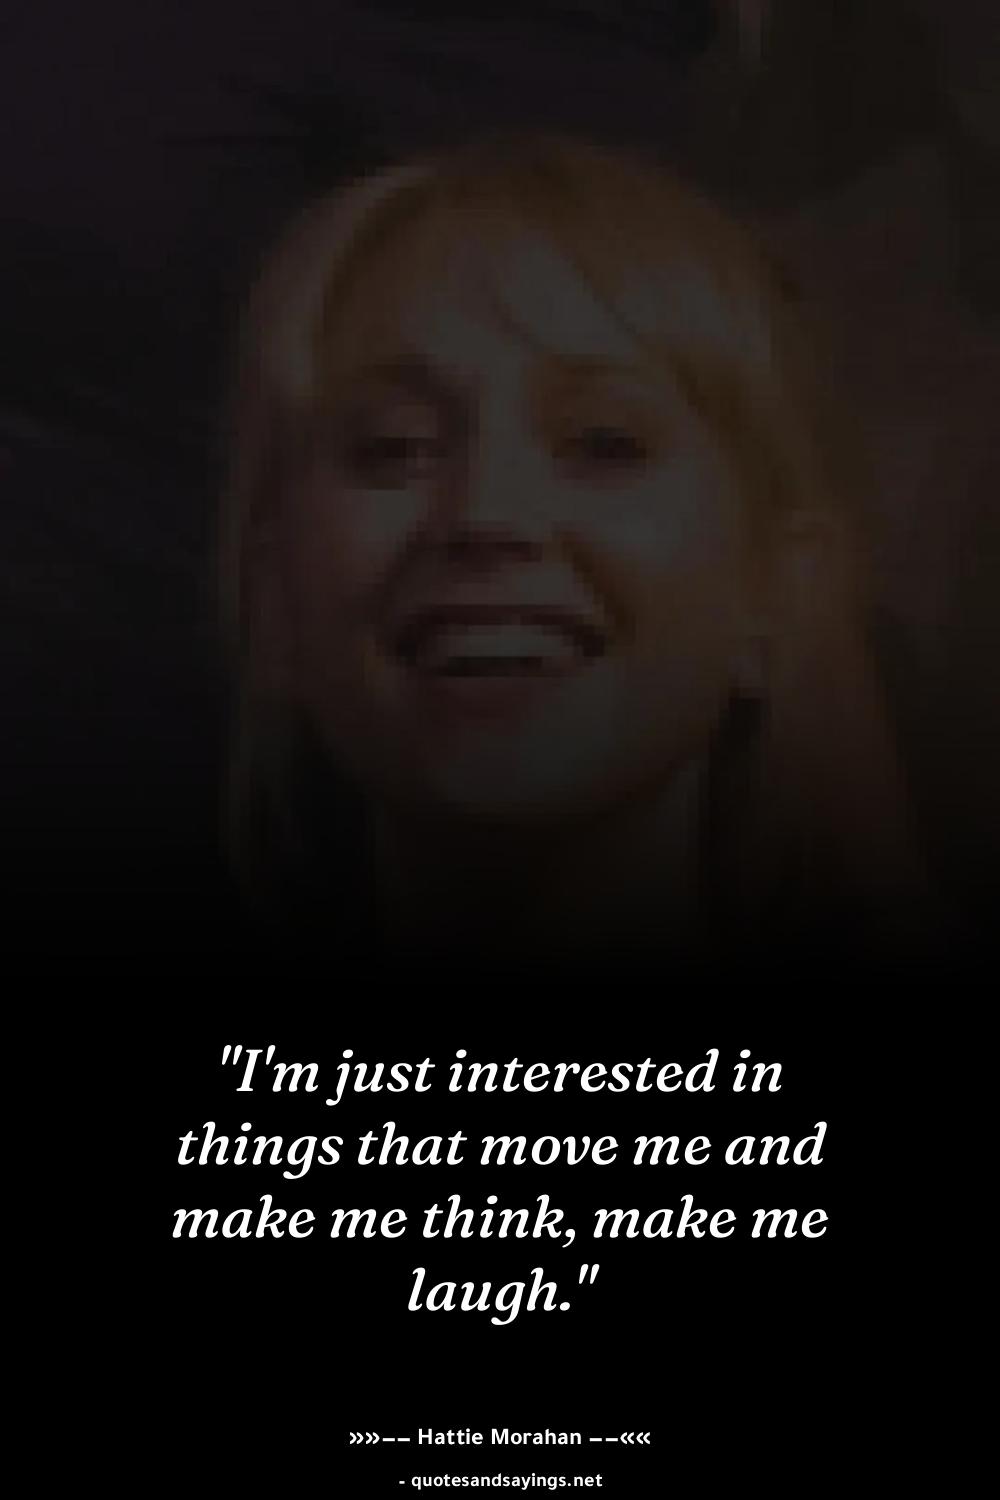 "I'm just interested in
things that move me and
make me think, make me
laugh."
»»–– Hattie Morahan ––««
- quotesandsayings.net